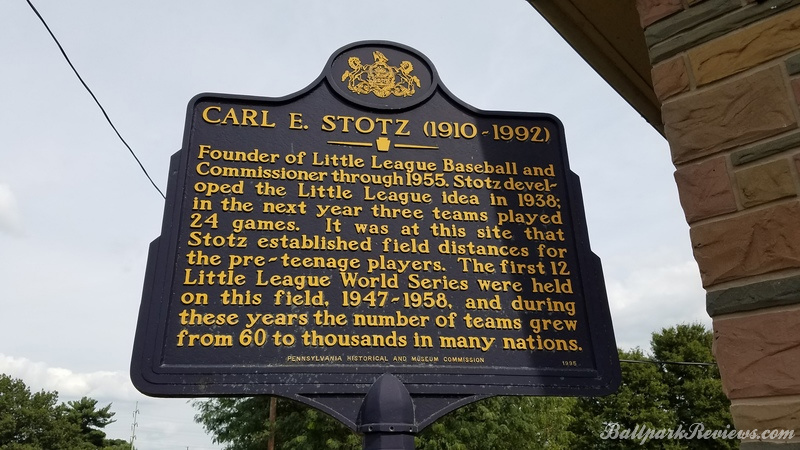 CARL E. STOTZ (1910-1992)
Founder of Little League Baseball and
Commissioner through 1955. Stotz devel-
oped the Little League idea in 1938;
in the next year three teams played
24 games. It was at this site that
Stotz established field distances for
the pre-teenage players. The first 12
Little League World Series were held
on this field, 1947-1958, and during
these years the number of teams grew
from 60 to thousands in many nations.
PENNSYLVANIA HISTORICAL AND MUSEUM COMMISSION
BallparkReviews.com